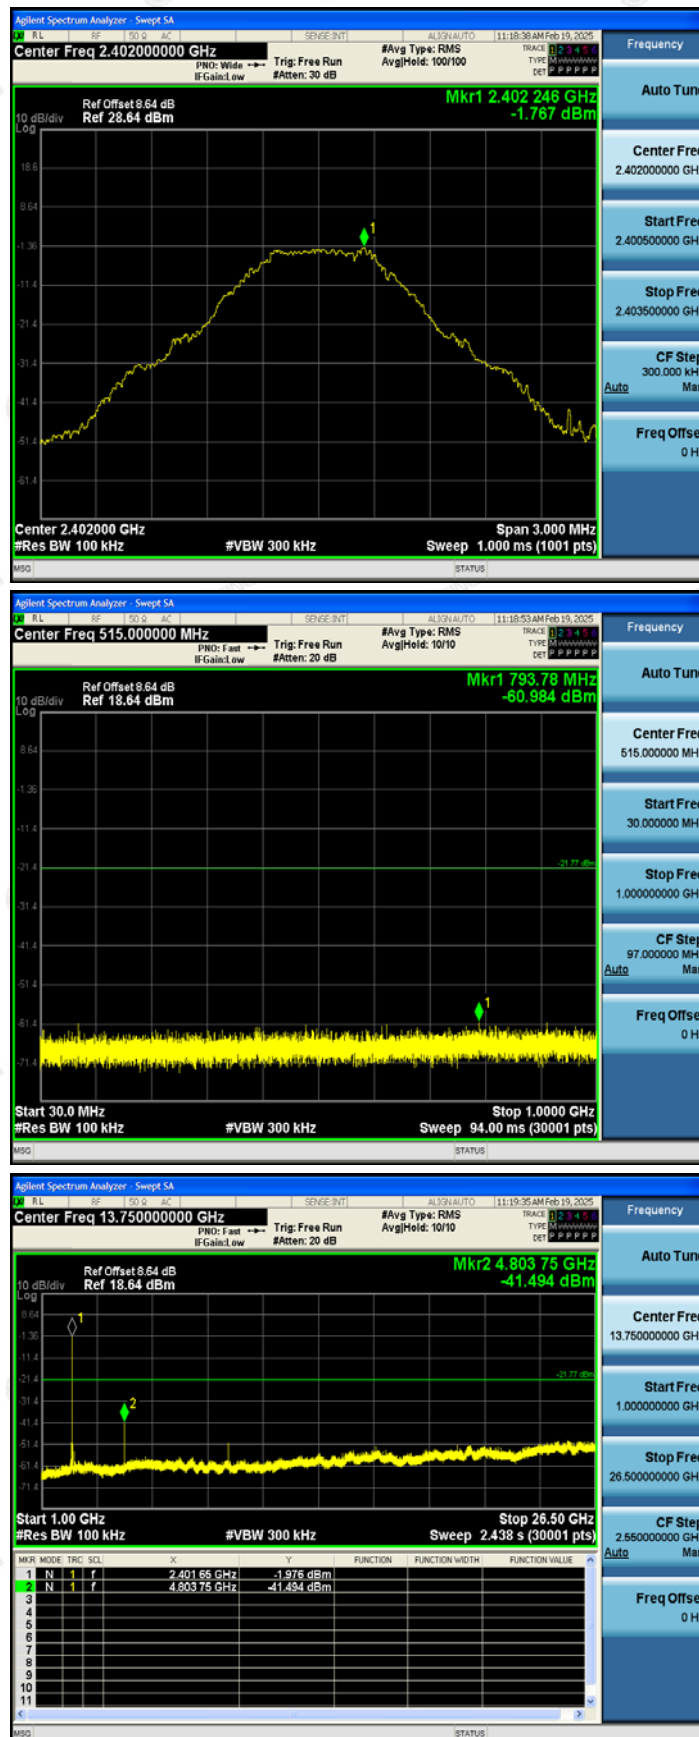 Agilent Spectrum Analyzer - Swept SA
RL RF 50 Ω AC SENSE:INT ALIGNAUTO 11:18:38 AM Feb 19, 2025
Center Freq 2.402000000 GHz
PNO: Wide
IFGain:Low
Trig: Free Run
#Atten: 30 dB
#Avg Type: RMS
Avg|Hold: 100/100
TRACE 1 2 3 4 5 6
TYPE M
DET P P P P P P
Ref Offset 8.64 dB
10 dB/div Ref 28.64 dBm
Log
Mkr1 2.402 246 GHz
-1.767 dBm
18.6
8.64
-1.36
-11.4
-21.4
-31.4
-41.4
-51.4
-61.4
1
Center 2.402000 GHz Span 3.000 MHz
#Res BW 100 kHz #VBW 300 kHz Sweep 1.000 ms (1001 pts)
MSG STATUS
Frequency
Auto Tun
Center Fre
2.402000000 GH
Start Fre
2.400500000 GH
Stop Fre
2.403500000 GH
CF Step
300.000 kH
Auto Ma
Freq Offse
0 H
Agilent Spectrum Analyzer - Swept SA
RL RF 50 Ω AC SENSE:INT ALIGNAUTO 11:18:53 AM Feb 19, 2025
Center Freq 515.000000 MHz
PNO: Fast
IFGain:Low
Trig: Free Run
#Atten: 20 dB
#Avg Type: RMS
Avg|Hold: 10/10
TRACE 1 2 3 4 5 6
TYPE M
DET P P P P P P
Ref Offset 8.64 dB
10 dB/div Ref 18.64 dBm
Log
Mkr1 793.78 MHz
-60.984 dBm
8.64
-1.36
-11.4
-21.4
-31.4
-41.4
-51.4
-61.4
-71.4
-21.77 dBm
1
Start 30.0 MHz Stop 1.0000 GHz
#Res BW 100 kHz #VBW 300 kHz Sweep 94.00 ms (30001 pts)
MSG STATUS
Frequency
Auto Tun
Center Fre
515.000000 MH
Start Fre
30.000000 MH
Stop Fre
1.000000000 GH
CF Step
97.000000 MH
Auto Ma
Freq Offse
0 H
Agilent Spectrum Analyzer - Swept SA
RL RF 50 Ω AC SENSE:INT ALIGNAUTO 11:19:35 AM Feb 19, 2025
Center Freq 13.750000000 GHz
PNO: Fast
IFGain:Low
Trig: Free Run
#Atten: 20 dB
#Avg Type: RMS
Avg|Hold: 10/10
TRACE 1 2 3 4 5 6
TYPE M
DET P P P P P P
Ref Offset 8.64 dB
10 dB/div Ref 18.64 dBm
Log
Mkr2 4.803 75 GHz
-41.494 dBm
8.64
-1.36
-11.4
-21.4
-31.4
-41.4
-51.4
-61.4
-71.4
-21.77 dBm
1
2
Start 1.00 GHz Stop 26.50 GHz
#Res BW 100 kHz #VBW 300 kHz Sweep 2.438 s (30001 pts)
MKR MODE TRC SCL X Y FUNCTION FUNCTION WIDTH FUNCTION VALUE
1 N 1 f 2.401 65 GHz -1.976 dBm
2 N 1 f 4.803 75 GHz -41.494 dBm
3
4
5
6
7
8
9
10
11
MSG STATUS
Frequency
Auto Tun
Center Fre
13.750000000 GH
Start Fre
1.000000000 GH
Stop Fre
26.500000000 GH
CF Step
2.550000000 GH
Auto Ma
Freq Offse
0 H